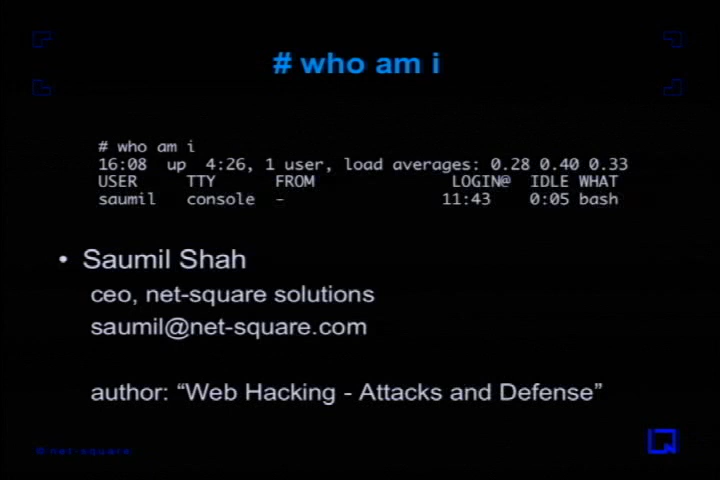 # who am i
# who am i
16:08 up 4:26, 1 user, load averages: 0.28 0.40 0.33
USER TTY FROM LOGIN@ IDLE WHAT
saumil console - 11:43 0:05 bash
• Saumil Shah
ceo, net-square solutions
saumil@net-square.com
author: “Web Hacking - Attacks and Defense”
© net-square